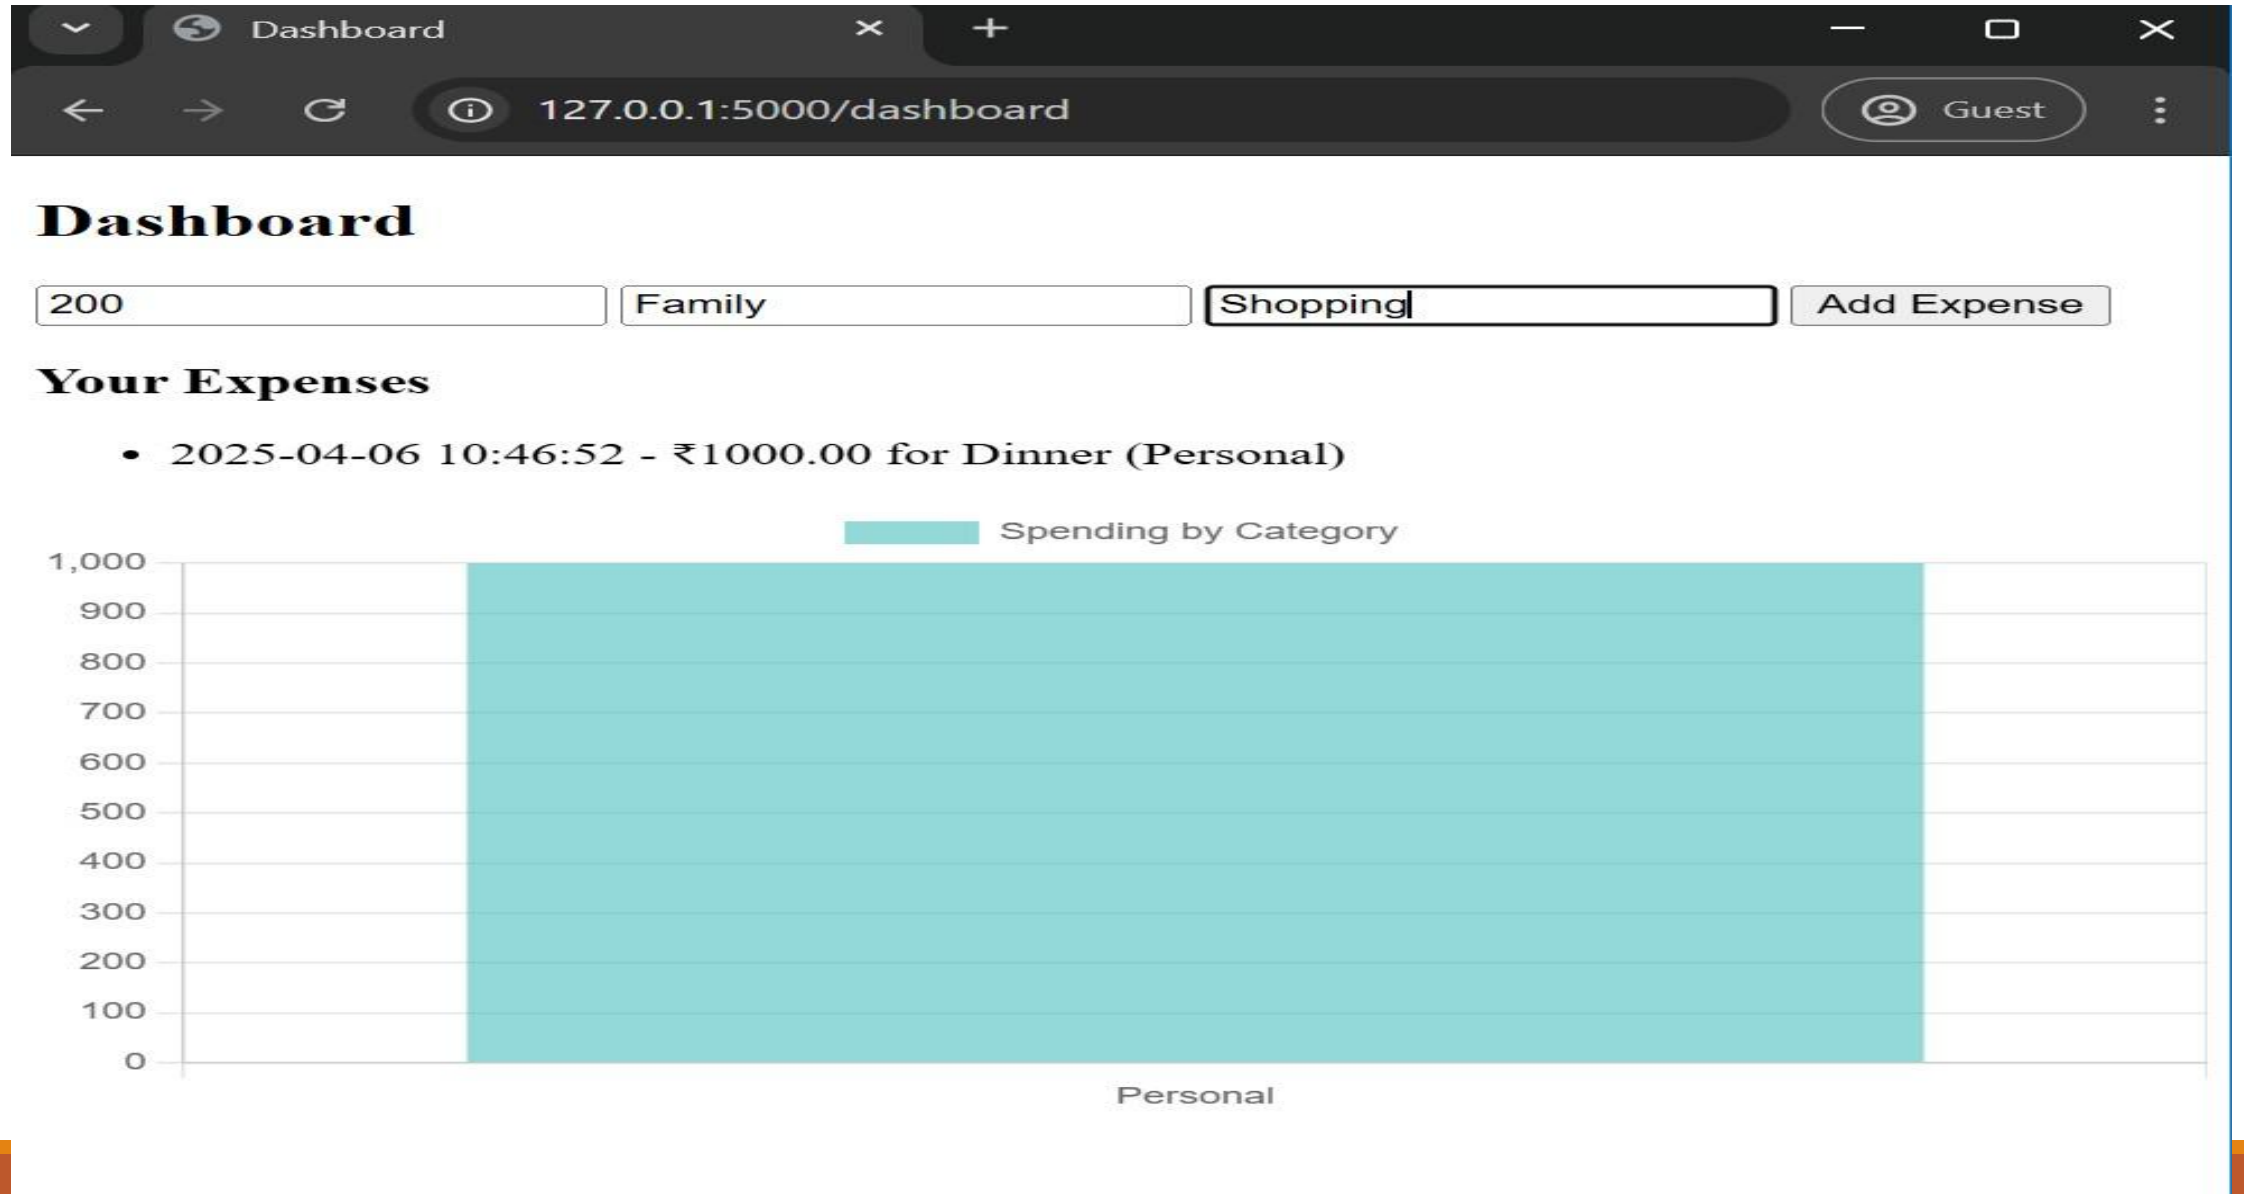 Dashboard
127.0.0.1:5000/dashboard
Guest
Dashboard
200 Family Shopping Add Expense
Your Expenses
• 2025-04-06 10:46:52 - ₹1000.00 for Dinner (Personal)
Spending by Category
1,000
900
800
700
600
500
400
300
200
100
0
Personal